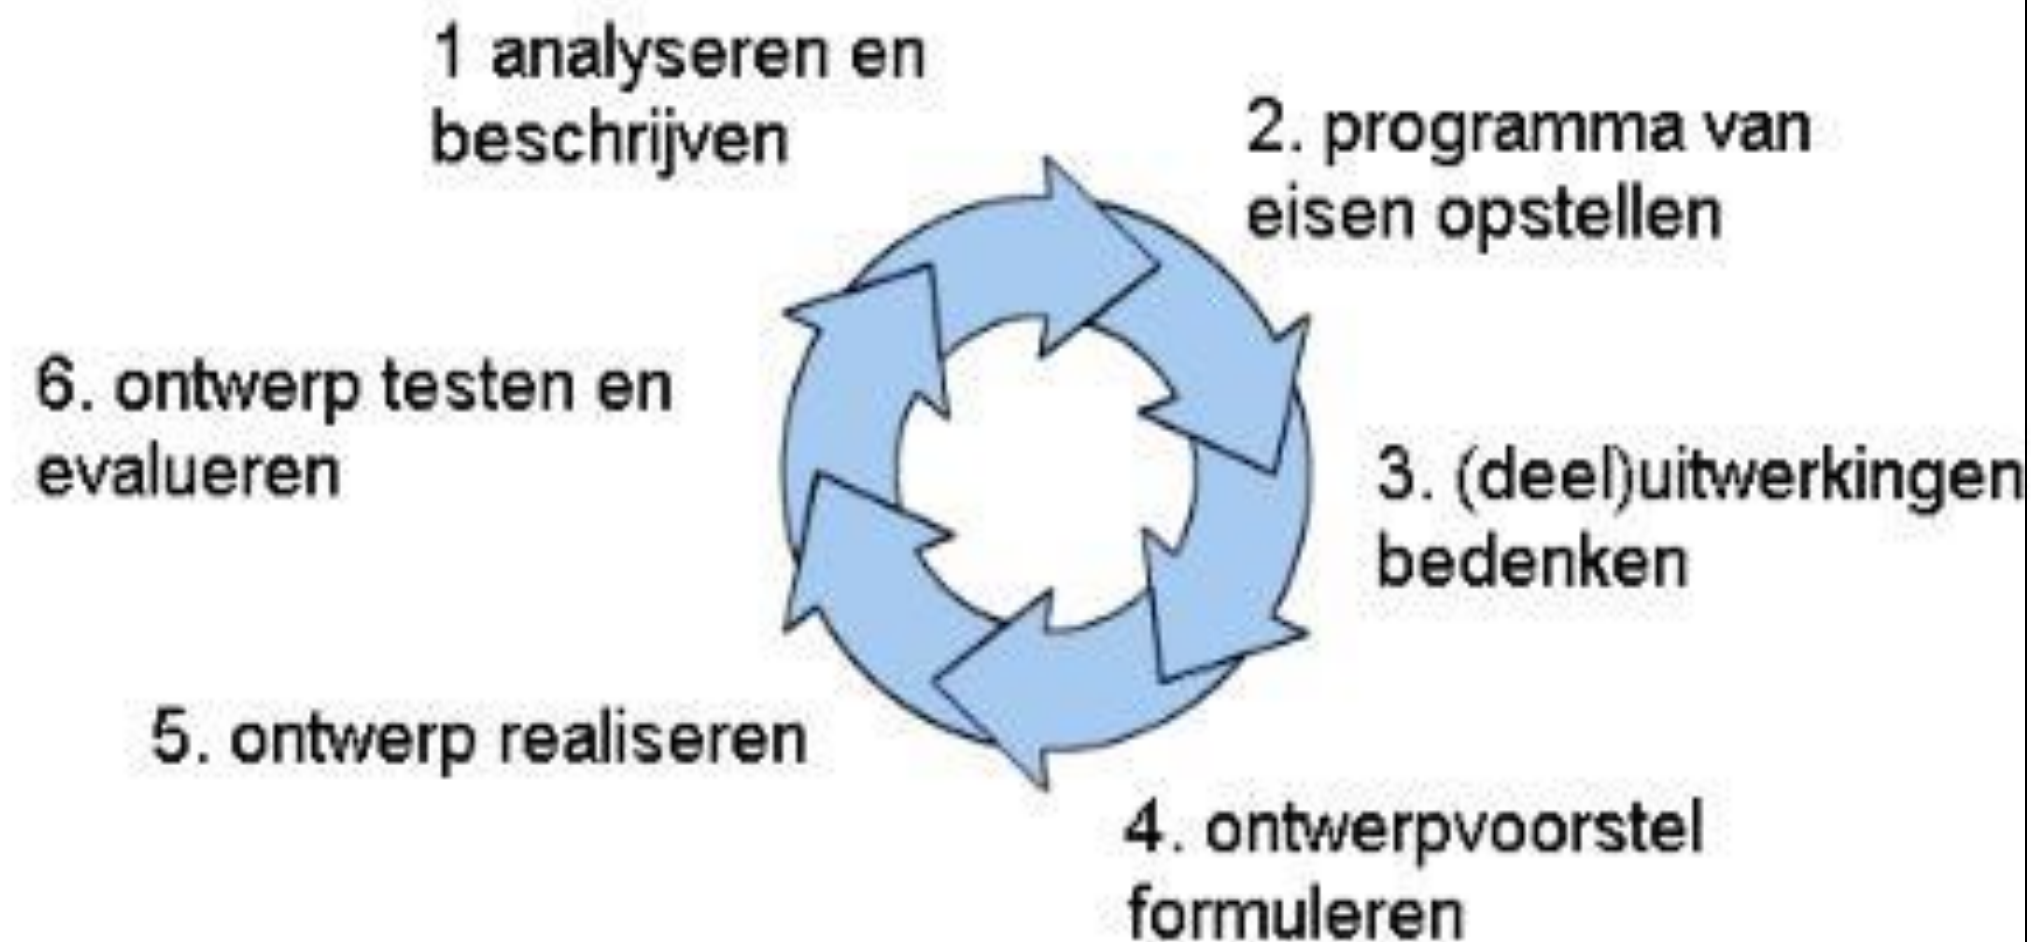 1 analyseren en
beschrijven
2. programma van
eisen opstellen
3. (deel)uitwerkingen
bedenken
4. ontwerpvoorstel
formuleren
5. ontwerp realiseren
6. ontwerp testen en
evalueren